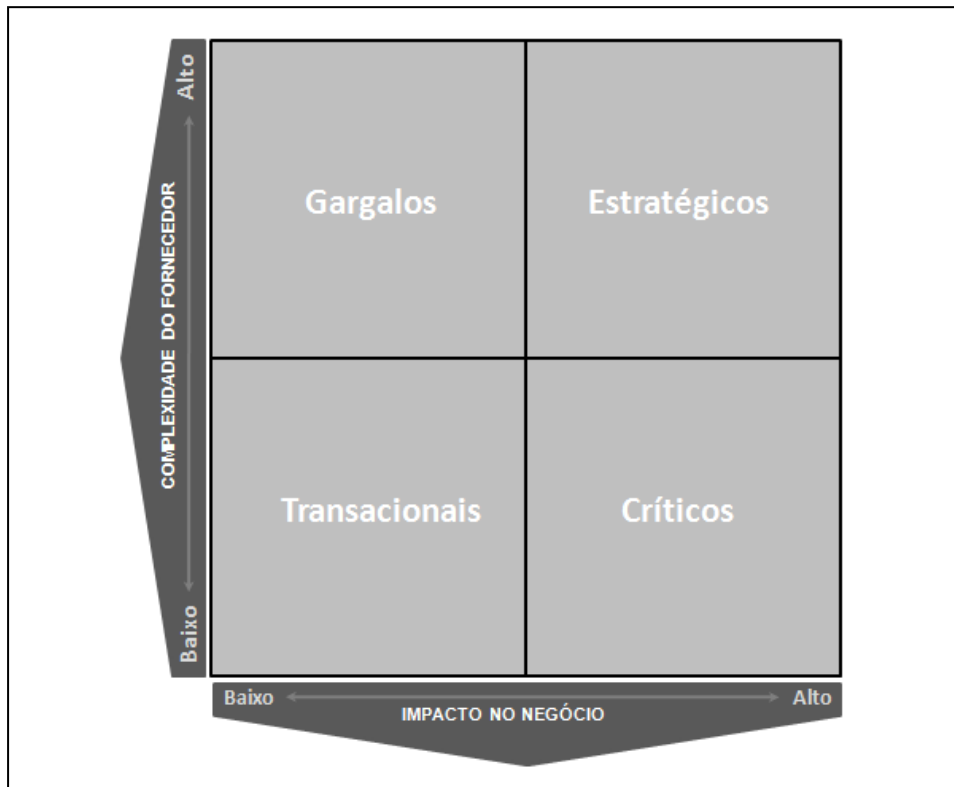 Alto
COMPLEXIDADE DO FORNECEDOR
Baixo
Gargalos
Estratégicos
Transacionais
Críticos
Baixo
Alto
IMPACTO NO NEGÓCIO